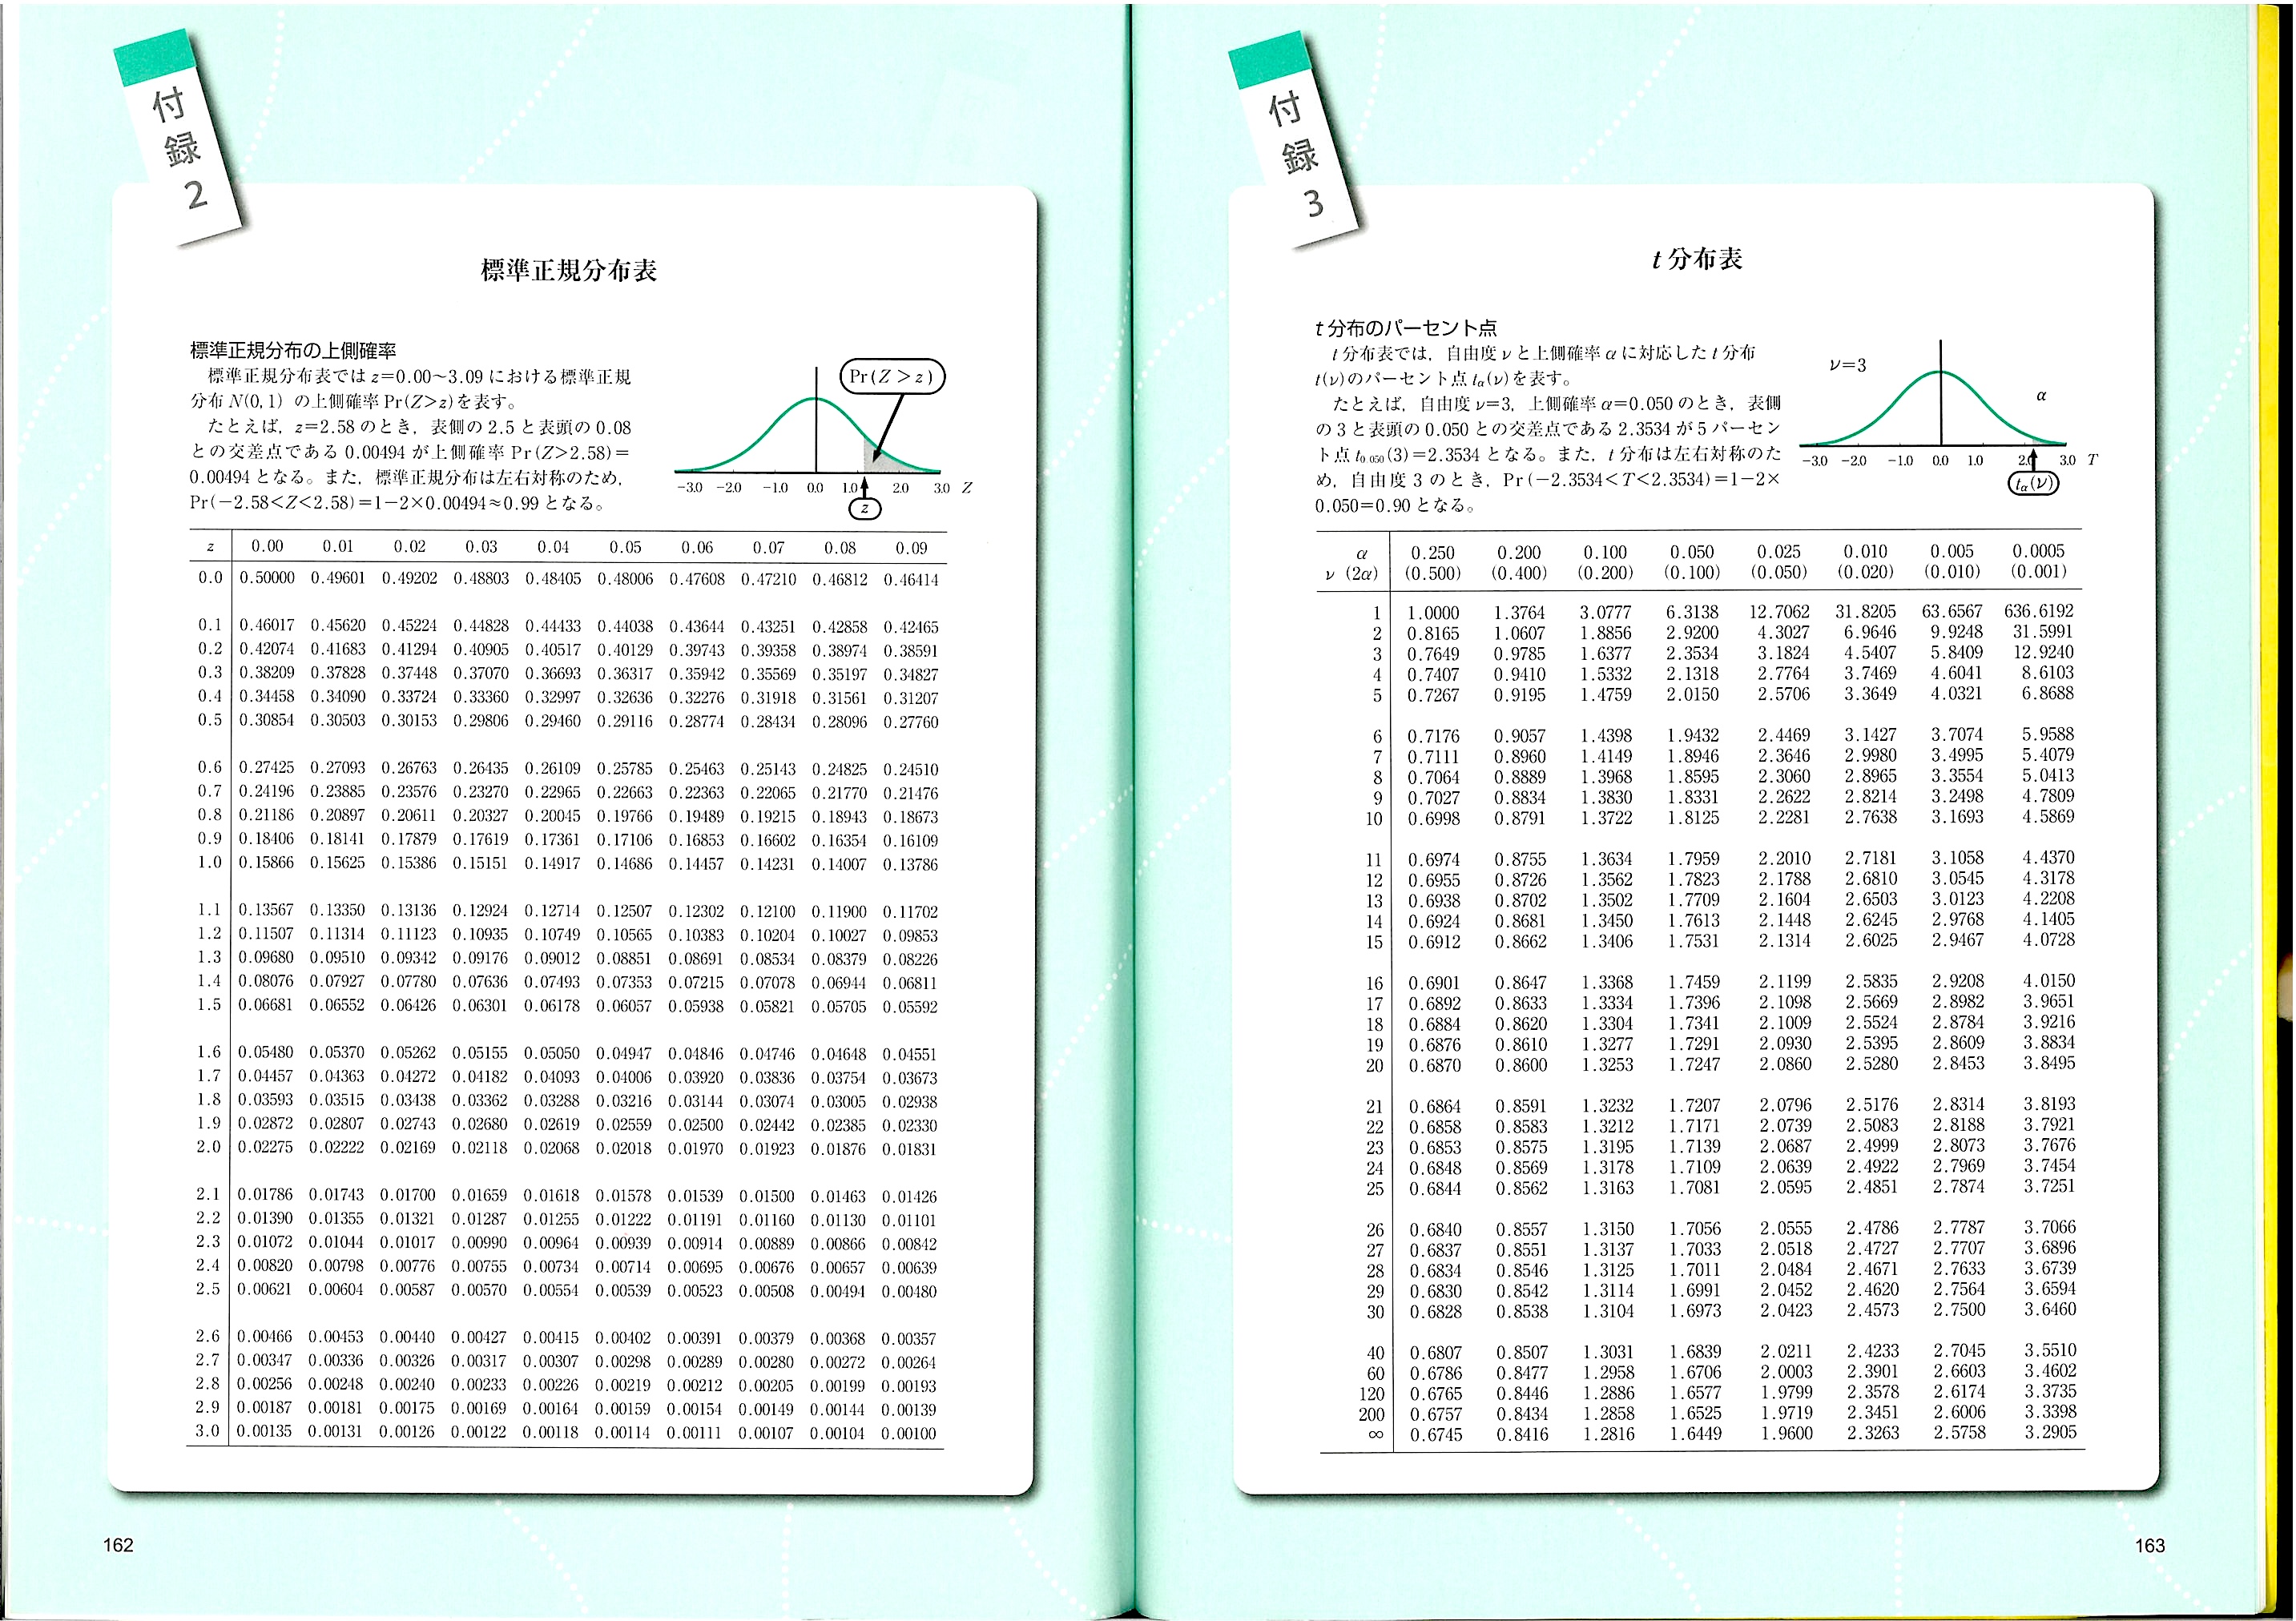 付録2
標準正規分布表
標準正規分布の上側確率
標準正規分布表では z=0.00~3.09 における標準正規
分布 N(0, 1) の上側確率 Pr(Z>z)を表す。
たとえば, z=2.58 のとき, 表側の 2.5 と表頭の 0.08
との交差点である 0.00494 が上側確率 Pr(Z>2.58)=
0.00494 となる。また, 標準正規分布は左右対称のため,
Pr(-2.58<Z<2.58)=1-2×0.00494≈0.99 となる。
Pr(Z>z)
-3.0 -2.0 -1.0 0.0 1.0 2.0 3.0 Z
z
z 0.00 0.01 0.02 0.03 0.04 0.05 0.06 0.07 0.08 0.09
0.0 0.50000 0.49601 0.49202 0.48803 0.48405 0.48006 0.47608 0.47210 0.46812 0.46414
0.1 0.46017 0.45620 0.45224 0.44828 0.44433 0.44038 0.43644 0.43251 0.42858 0.42465
0.2 0.42074 0.41683 0.41294 0.40905 0.40517 0.40129 0.39743 0.39358 0.38974 0.38591
0.3 0.38209 0.37828 0.37448 0.37070 0.36693 0.36317 0.35942 0.35569 0.35197 0.34827
0.4 0.34458 0.34090 0.33724 0.33360 0.32997 0.32636 0.32276 0.31918 0.31561 0.31207
0.5 0.30854 0.30503 0.30153 0.29806 0.29460 0.29116 0.28774 0.28434 0.28096 0.27760
0.6 0.27425 0.27093 0.26763 0.26435 0.26109 0.25785 0.25463 0.25143 0.24825 0.24510
0.7 0.24196 0.23885 0.23576 0.23270 0.22965 0.22663 0.22363 0.22065 0.21770 0.21476
0.8 0.21186 0.20897 0.20611 0.20327 0.20045 0.19766 0.19489 0.19215 0.18943 0.18673
0.9 0.18406 0.18141 0.17879 0.17619 0.17361 0.17106 0.16853 0.16602 0.16354 0.16109
1.0 0.15866 0.15625 0.15386 0.15151 0.14917 0.14686 0.14457 0.14231 0.14007 0.13786
1.1 0.13567 0.13350 0.13136 0.12924 0.12714 0.12507 0.12302 0.12100 0.11900 0.11702
1.2 0.11507 0.11314 0.11123 0.10935 0.10749 0.10565 0.10383 0.10204 0.10027 0.09853
1.3 0.09680 0.09510 0.09342 0.09176 0.09012 0.08851 0.08691 0.08534 0.08379 0.08226
1.4 0.08076 0.07927 0.07780 0.07636 0.07493 0.07353 0.07215 0.07078 0.06944 0.06811
1.5 0.06681 0.06552 0.06426 0.06301 0.06178 0.06057 0.05938 0.05821 0.05705 0.05592
1.6 0.05480 0.05370 0.05262 0.05155 0.05050 0.04947 0.04846 0.04746 0.04648 0.04551
1.7 0.04457 0.04363 0.04272 0.04182 0.04093 0.04006 0.03920 0.03836 0.03754 0.03673
1.8 0.03593 0.03515 0.03438 0.03362 0.03288 0.03216 0.03144 0.03074 0.03005 0.02938
1.9 0.02872 0.02807 0.02743 0.02680 0.02619 0.02559 0.02500 0.02442 0.02385 0.02330
2.0 0.02275 0.02222 0.02169 0.02118 0.02068 0.02018 0.01970 0.01923 0.01876 0.01831
2.1 0.01786 0.01743 0.01700 0.01659 0.01618 0.01578 0.01539 0.01500 0.01463 0.01426
2.2 0.01390 0.01355 0.01321 0.01287 0.01255 0.01222 0.01191 0.01160 0.01130 0.01101
2.3 0.01072 0.01044 0.01017 0.00990 0.00964 0.00939 0.00914 0.00889 0.00866 0.00842
2.4 0.00820 0.00798 0.00776 0.00755 0.00734 0.00714 0.00695 0.00676 0.00657 0.00639
2.5 0.00621 0.00604 0.00587 0.00570 0.00554 0.00539 0.00523 0.00508 0.00494 0.00480
2.6 0.00466 0.00453 0.00440 0.00427 0.00415 0.00402 0.00391 0.00379 0.00368 0.00357
2.7 0.00347 0.00336 0.00326 0.00317 0.00307 0.00298 0.00289 0.00280 0.00272 0.00264
2.8 0.00256 0.00248 0.00240 0.00233 0.00226 0.00219 0.00212 0.00205 0.00199 0.00193
2.9 0.00187 0.00181 0.00175 0.00169 0.00164 0.00159 0.00154 0.00149 0.00144 0.00139
3.0 0.00135 0.00131 0.00126 0.00122 0.00118 0.00114 0.00111 0.00107 0.00104 0.00100
162
付録3
t 分布表
t 分布のパーセント点
t 分布表では, 自由度 ν と上側確率 α に対応した t 分布
t(ν)のパーセント点 tα(ν)を表す。
たとえば, 自由度 ν=3, 上側確率 α=0.050 のとき, 表側
の 3 と表頭の 0.050 との交差点である 2.3534 が 5 パーセン
ト点 t0.050(3)=2.3534 となる。また, t 分布は左右対称のた
め, 自由度 3 のとき, Pr(-2.3534<T<2.3534)=1-2×
0.050=0.90 となる。
ν=3
α
-3.0 -2.0 -1.0 0.0 1.0 2.0 3.0 T
tα(ν)
α 0.250 0.200 0.100 0.050 0.025 0.010 0.005 0.0005
ν (2α) (0.500) (0.400) (0.200) (0.100) (0.050) (0.020) (0.010) (0.001)
1 1.0000 1.3764 3.0777 6.3138 12.7062 31.8205 63.6567 636.6192
2 0.8165 1.0607 1.8856 2.9200 4.3027 6.9646 9.9248 31.5991
3 0.7649 0.9785 1.6377 2.3534 3.1824 4.5407 5.8409 12.9240
4 0.7407 0.9410 1.5332 2.1318 2.7764 3.7469 4.6041 8.6103
5 0.7267 0.9195 1.4759 2.0150 2.5706 3.3649 4.0321 6.8688
6 0.7176 0.9057 1.4398 1.9432 2.4469 3.1427 3.7074 5.9588
7 0.7111 0.8960 1.4149 1.8946 2.3646 2.9980 3.4995 5.4079
8 0.7064 0.8889 1.3968 1.8595 2.3060 2.8965 3.3554 5.0413
9 0.7027 0.8834 1.3830 1.8331 2.2622 2.8214 3.2498 4.7809
10 0.6998 0.8791 1.3722 1.8125 2.2281 2.7638 3.1693 4.5869
11 0.6974 0.8755 1.3634 1.7959 2.2010 2.7181 3.1058 4.4370
12 0.6955 0.8726 1.3562 1.7823 2.1788 2.6810 3.0545 4.3178
13 0.6938 0.8702 1.3502 1.7709 2.1604 2.6503 3.0123 4.2208
14 0.6924 0.8681 1.3450 1.7613 2.1448 2.6245 2.9768 4.1405
15 0.6912 0.8662 1.3406 1.7531 2.1314 2.6025 2.9467 4.0728
16 0.6901 0.8647 1.3368 1.7459 2.1199 2.5835 2.9208 4.0150
17 0.6892 0.8633 1.3334 1.7396 2.1098 2.5669 2.8982 3.9651
18 0.6884 0.8620 1.3304 1.7341 2.1009 2.5524 2.8784 3.9216
19 0.6876 0.8610 1.3277 1.7291 2.0930 2.5395 2.8609 3.8834
20 0.6870 0.8600 1.3253 1.7247 2.0860 2.5280 2.8453 3.8495
21 0.6864 0.8591 1.3232 1.7207 2.0796 2.5176 2.8314 3.8193
22 0.6858 0.8583 1.3212 1.7171 2.0739 2.5083 2.8188 3.7921
23 0.6853 0.8575 1.3195 1.7139 2.0687 2.4999 2.8073 3.7676
24 0.6848 0.8569 1.3178 1.7109 2.0639 2.4922 2.7969 3.7454
25 0.6844 0.8562 1.3163 1.7081 2.0595 2.4851 2.7874 3.7251
26 0.6840 0.8557 1.3150 1.7056 2.0555 2.4786 2.7787 3.7066
27 0.6837 0.8551 1.3137 1.7033 2.0518 2.4727 2.7707 3.6896
28 0.6834 0.8546 1.3125 1.7011 2.0484 2.4671 2.7633 3.6739
29 0.6830 0.8542 1.3114 1.6991 2.0452 2.4620 2.7564 3.6594
30 0.6828 0.8538 1.3104 1.6973 2.0423 2.4573 2.7500 3.6460
40 0.6807 0.8507 1.3031 1.6839 2.0211 2.4233 2.7045 3.5510
60 0.6786 0.8477 1.2958 1.6706 2.0003 2.3901 2.6603 3.4602
120 0.6765 0.8446 1.2886 1.6577 1.9799 2.3578 2.6174 3.3735
200 0.6757 0.8434 1.2858 1.6525 1.9719 2.3451 2.6006 3.3398
∞ 0.6745 0.8416 1.2816 1.6449 1.9600 2.3263 2.5758 3.2905
163